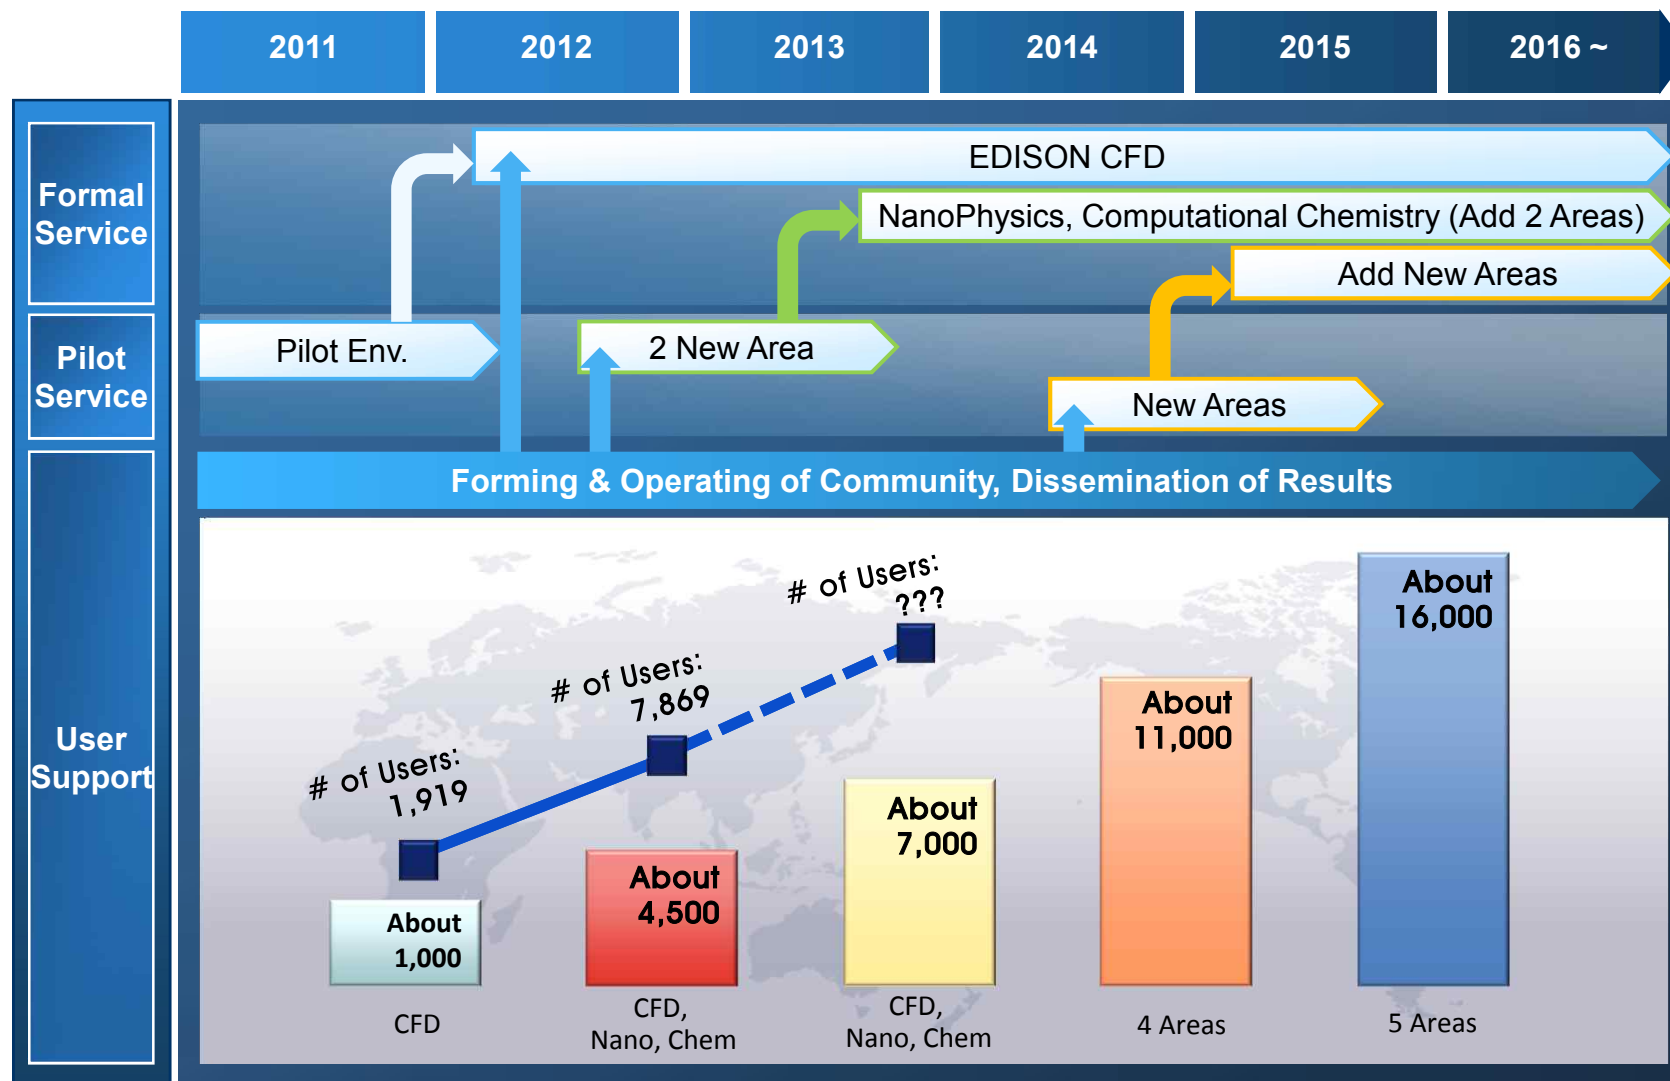 2011
2012
2013
2014
2015
2016 ~
Formal
Service
EDISON CFD
NanoPhysics, Computational Chemistry (Add 2 Areas)
Add New Areas
Pilot
Service
Pilot Env.
2 New Area
New Areas
User
Support
Forming & Operating of Community, Dissemination of Results
# of Users:
1,919
# of Users:
7,869
# of Users:
???
About
1,000
About
4,500
About
7,000
About
11,000
About
16,000
CFD
CFD,
Nano, Chem
CFD,
Nano, Chem
4 Areas
5 Areas